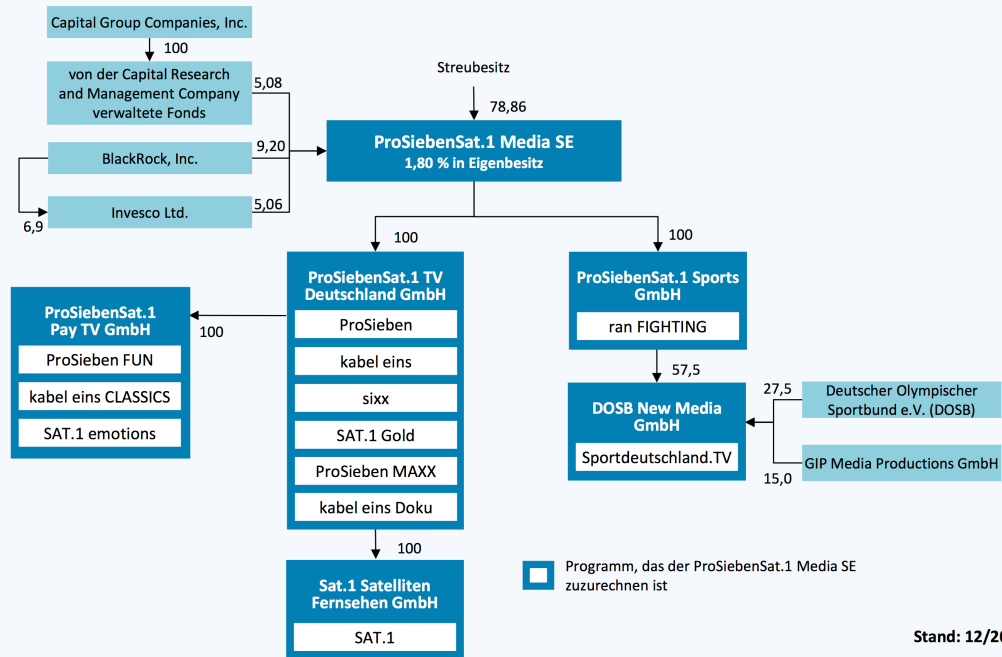 Capital Group Companies, Inc.
100
von der Capital Research
and Management Company
verwaltete Fonds
5,08
BlackRock, Inc.
9,20
Invesco Ltd.
5,06
6,9
Streubesitz
78,86
ProSiebenSat.1 Media SE
1,80 % in Eigenbesitz
100
100
ProSiebenSat.1 Pay TV GmbH
ProSieben FUN
kabel eins CLASSICS
SAT.1 emotions
100
ProSiebenSat.1 TV
Deutschland GmbH
ProSieben
kabel eins
sixx
SAT.1 Gold
ProSieben MAXX
kabel eins Doku
100
Sat.1 Satelliten
Fernsehen GmbH
SAT.1
ProSiebenSat.1 Sports
GmbH
ran FIGHTING
57,5
DOSB New Media
GmbH
Sportdeutschland.TV
27,5
Deutscher Olympischer
Sportbund e.V. (DOSB)
15,0
GIP Media Productions GmbH
Programm, das der ProSiebenSat.1 Media SE
zuzurechnen ist
Stand: